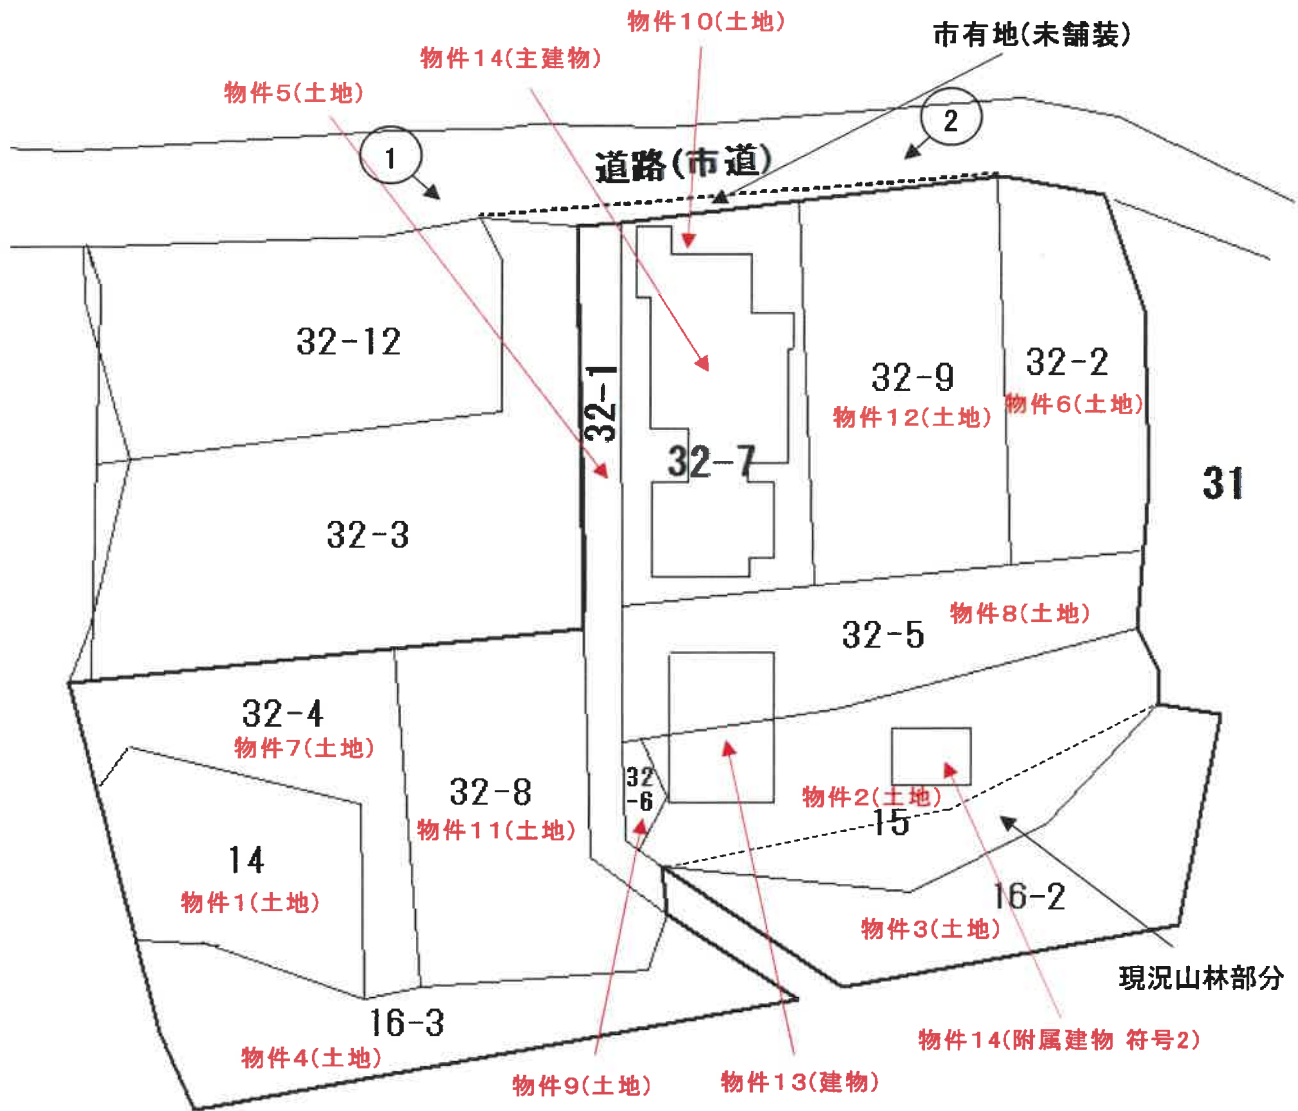 物件10(土地)
市有地(未舗装)
物件14(主建物)
物件5(土地)
1
2
道路(市道)
32-12
32-1
32-9
物件12(土地)
32-2
物件6(土地)
32-7
31
32-3
物件8(土地)
32-5
32-4
物件7(土地)
32-8
物件11(土地)
32
-6
物件2(土地)
15
14
物件1(土地)
16-2
物件3(土地)
現況山林部分
16-3
物件4(土地)
物件14(附属建物 符号2)
物件9(土地)
物件13(建物)